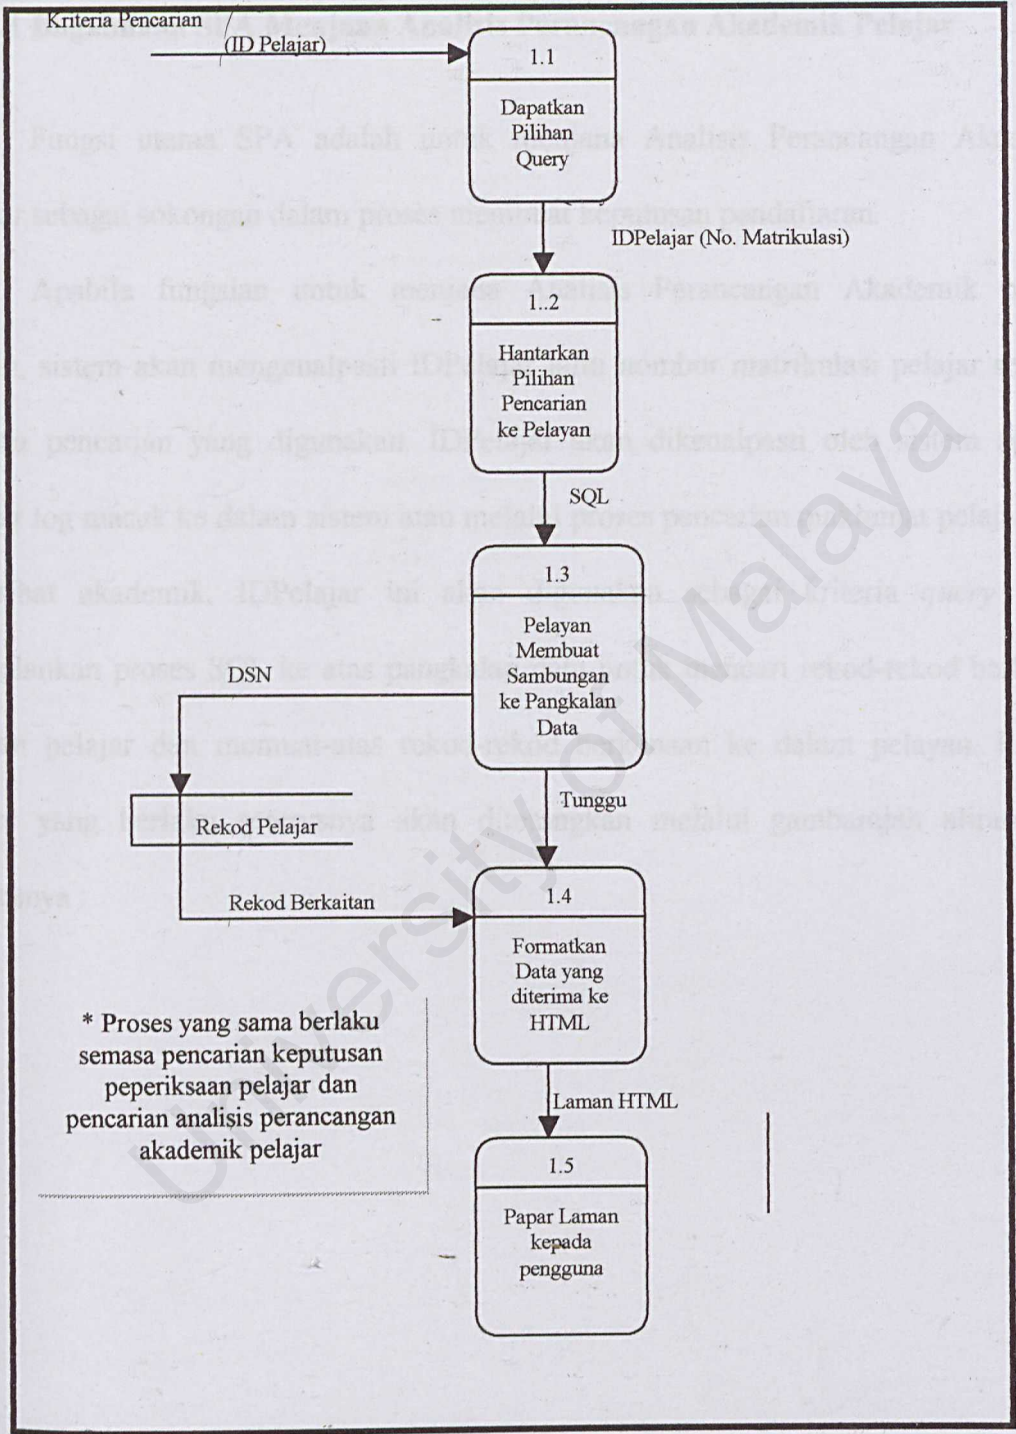 Kriteria Pencarian
(ID Pelajar)
1.1
Dapatkan
Pilihan
Query
IDPelajar (No. Matrikulasi)
1..2
Hantarkan
Pilihan
Pencarian
ke Pelayan
SQL
1.3
Pelayan
Membuat
Sambungan
ke Pangkalan
Data
DSN
Tunggu
Rekod Pelajar
Rekod Berkaitan
1.4
Formatkan
Data yang
diterima ke
HTML
* Proses yang sama berlaku
semasa pencarian keputusan
peperiksaan pelajar dan
pencarian analisis perancangan
akademik pelajar
Laman HTML
1.5
Papar Laman
kepada
pengguna
University of Malaya